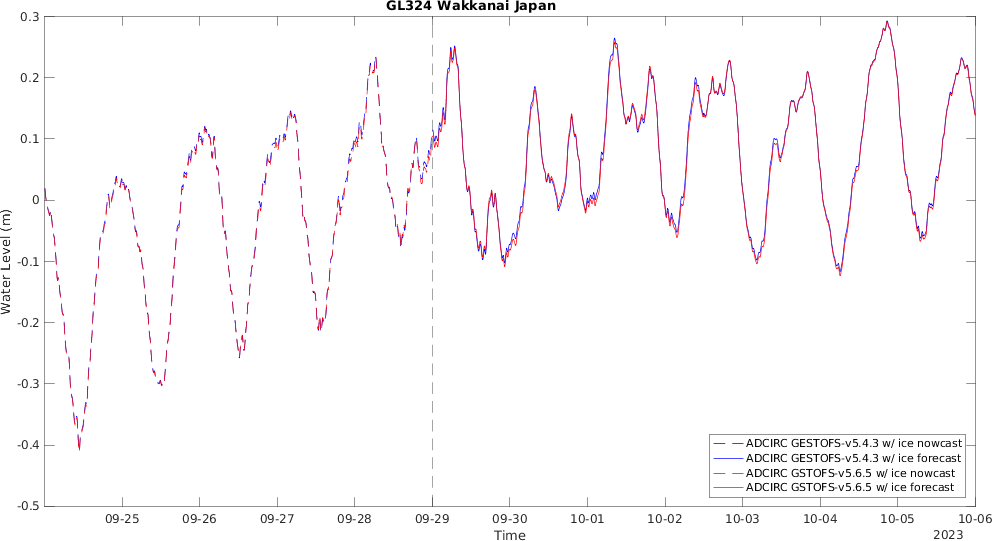 GL324 Wakkanai Japan
0.3
0.2
0.1
0
-0.1
-0.2
-0.3
-0.4
-0.5
Water Level (m)
09-25 09-26 09-27 09-28 09-29 09-30 10-01 10-02 10-03 10-04 10-05 10-06
2023
Time
ADCIRC GESTOFS-v5.4.3 w/ ice nowcast
ADCIRC GESTOFS-v5.4.3 w/ ice forecast
ADCIRC GSTOFS-v5.6.5 w/ ice nowcast
ADCIRC GSTOFS-v5.6.5 w/ ice forecast